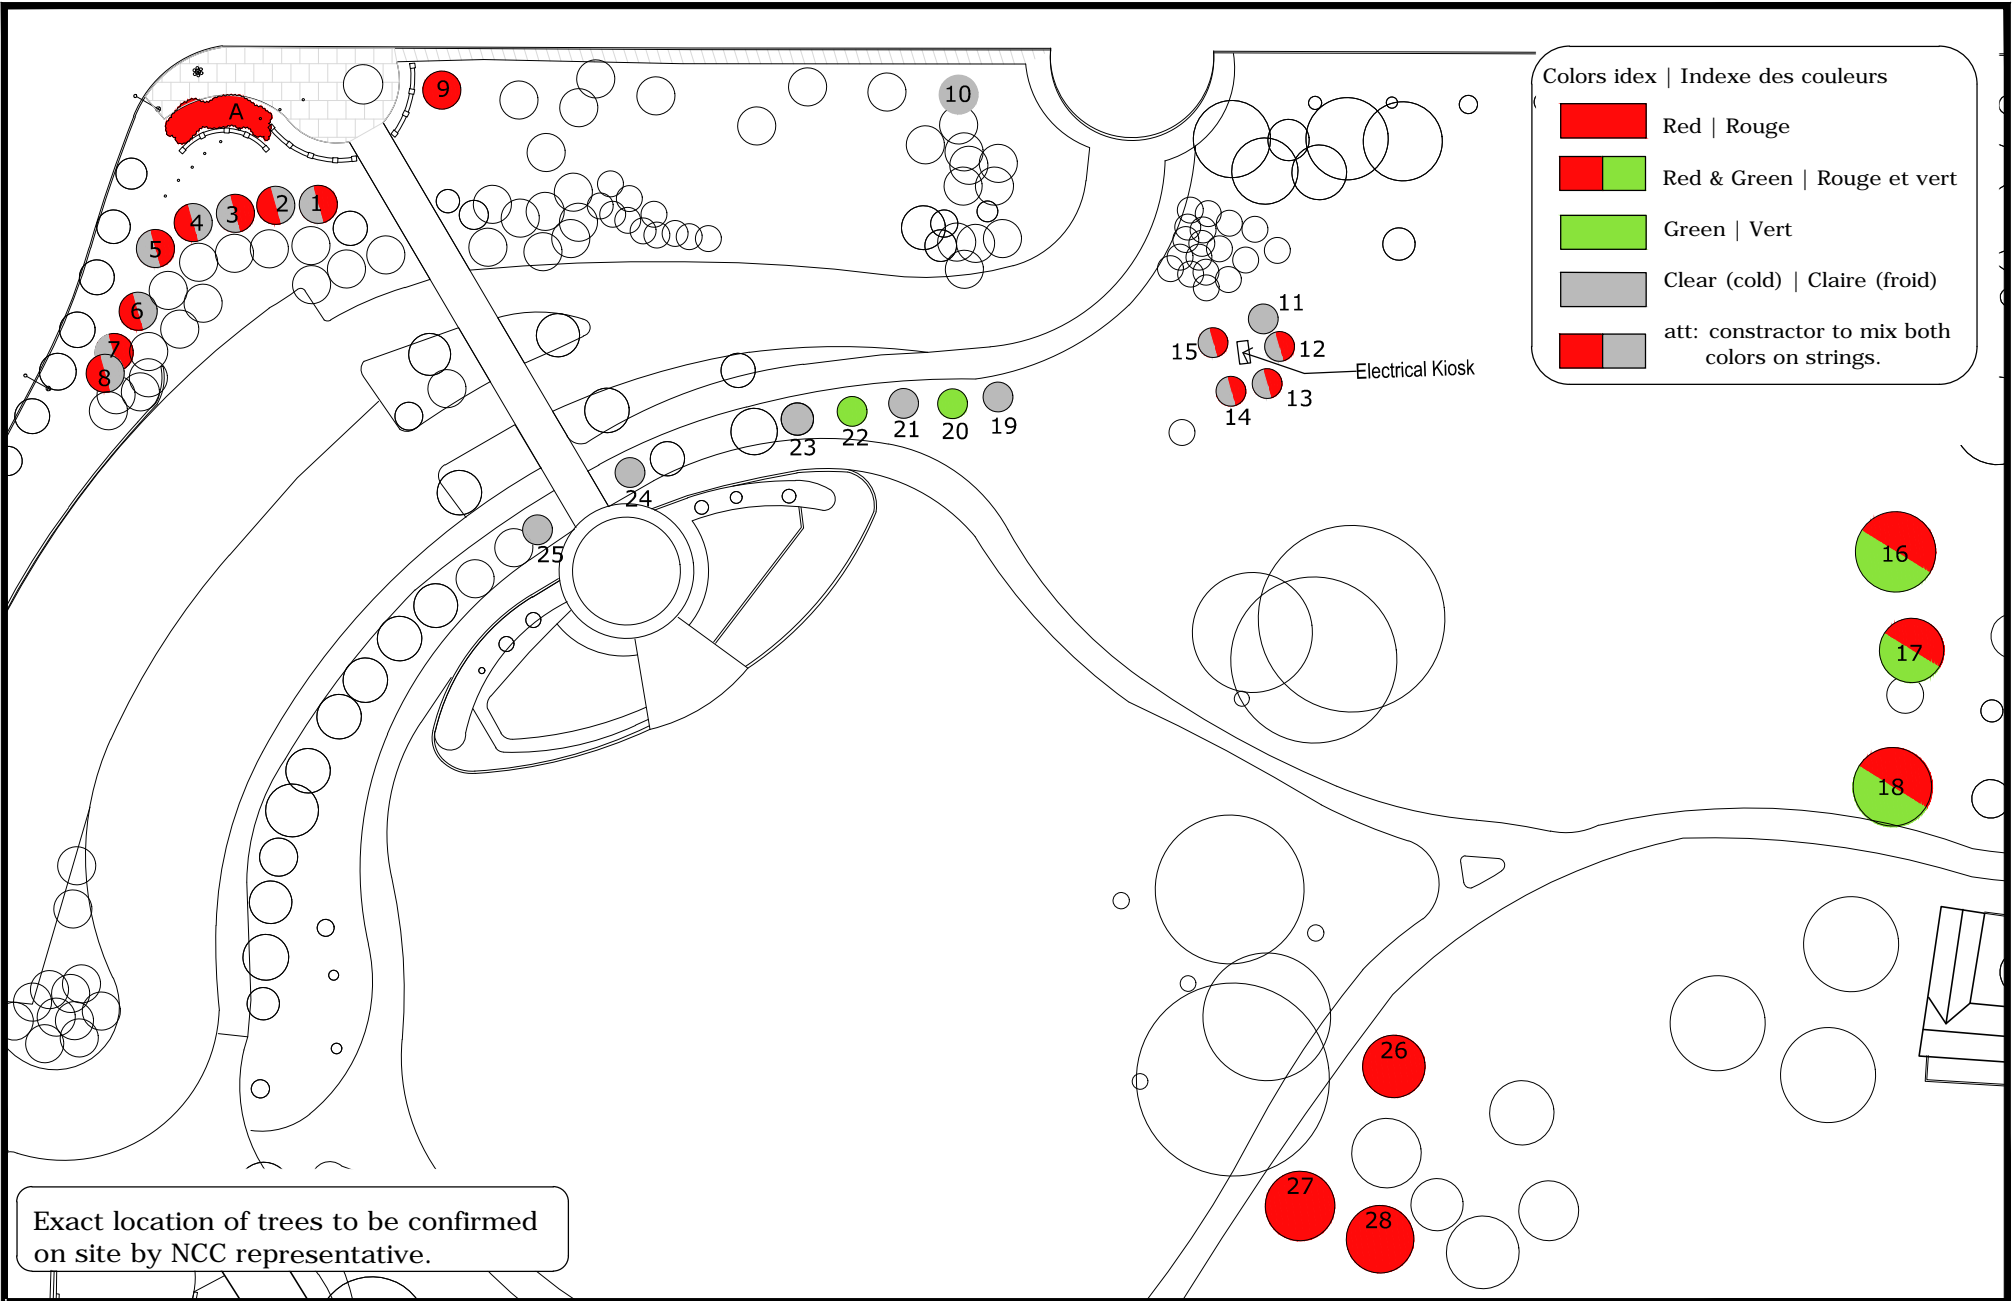 Colors idex | Indexe des couleurs
Red | Rouge
Red & Green | Rouge et vert
Green | Vert
Clear (cold) | Claire (froid)
att: constractor to mix both
colors on strings.
A
9
10
1
2
3
4
5
6
7
8
11
12
13
14
15
Electrical Kiosk
16
17
18
19
20
21
22
23
24
25
26
27
28
Exact location of trees to be confirmed
on site by NCC representative.